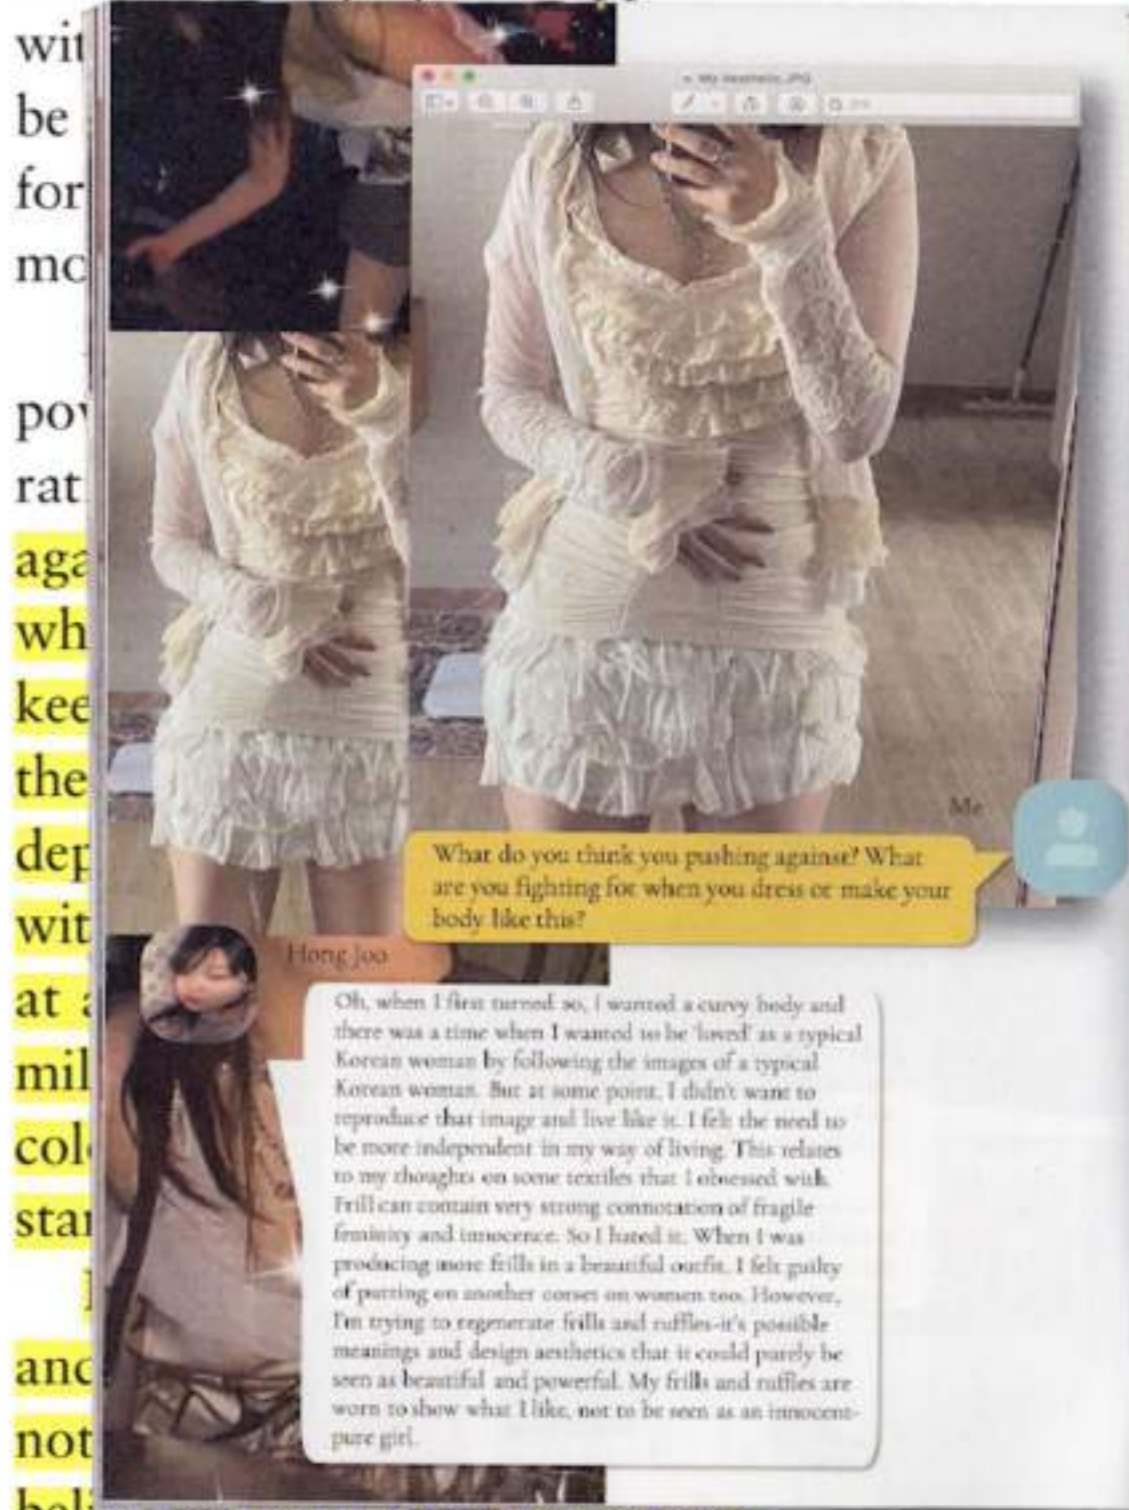 wit
be
for
mo
pov
rat
aga
wh
kee
the
dep
wit
at a
mil
col
star
and
not
beli
My Aesthetic.JPG
Me
What do you think you pushing against? What
are you fighting for when you dress or make your
body like this?
Hong Joo
Oh, when I first turned 20, I wanted a curvy body and
there was a time when I wanted to be 'loved' as a typical
Korean woman by following the images of a typical
Korean woman. But at some point, I didn't want to
reproduce that image and live like it. I felt the need to
be more independent in my way of living. This relates
to my thoughts on some textiles that I obsessed with.
Frill can contain very strong connotation of fragile
feminity and innocence. So I hated it. When I was
producing more frills in a beautiful outfit, I felt guilty
of putting on another corset on women too. However,
I'm trying to regenerate frills and ruffles-it's possible
meanings and design aesthetics that it could purely be
seen as beautiful and powerful. My frills and ruffles are
worn to show what I like, not to be seen as an innocent-
pure girl.